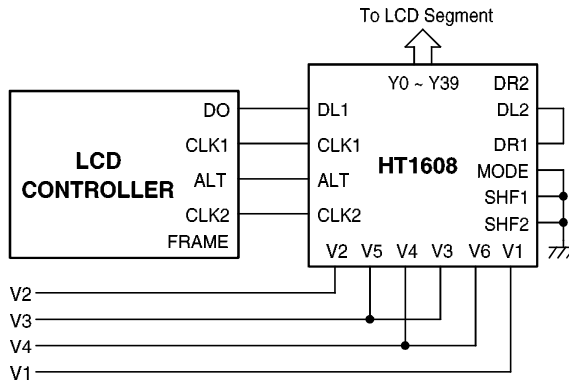 To LCD Segment
Y0 ~ Y39 DR2
DO DL1 DL2
CLK1 CLK1 DR1
LCD CONTROLLER
HT1608
MODE
ALT ALT
SHF1
CLK2 CLK2
SHF2
FRAME
V2 V5 V4 V3 V6 V1
V2
V3
V4
V1